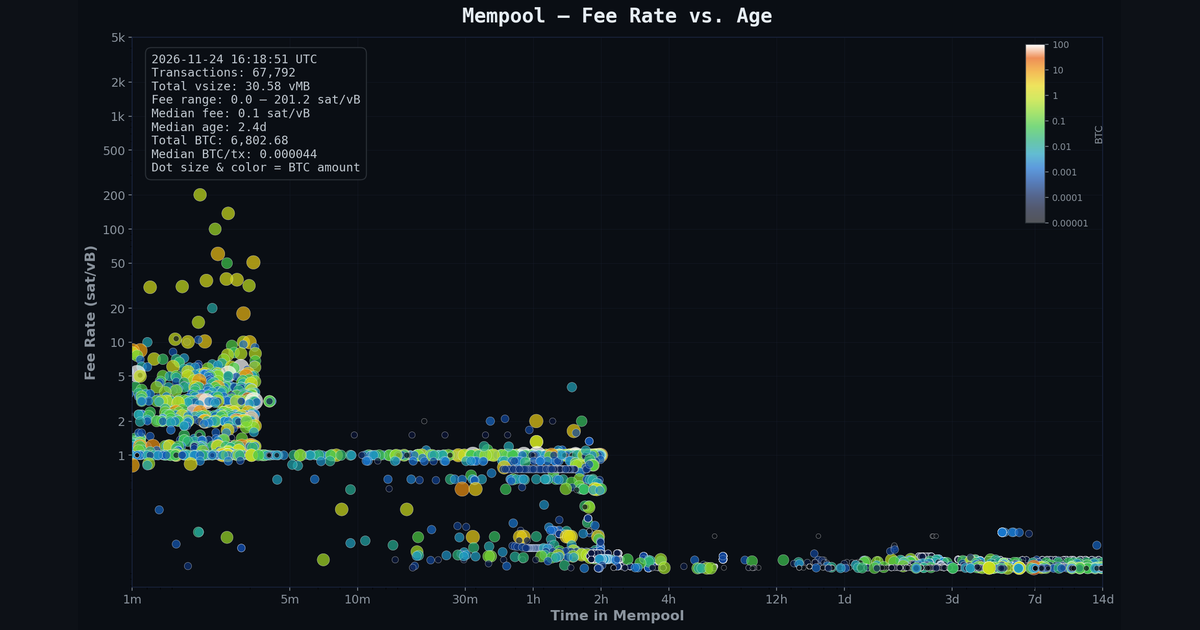 Mempool — Fee Rate vs. Age
2026-11-24 16:18:51 UTC
Transactions: 67,792
Total vsize: 30.58 vMB
Fee range: 0.0 – 201.2 sat/vB
Median fee: 0.1 sat/vB
Median age: 2.4d
Total BTC: 6,802.68
Median BTC/tx: 0.000044
Dot size & color = BTC amount
5k
2k
1k
500
200
100
50
20
10
5
2
1
Fee Rate (sat/vB)
100
10
1
0.1
0.01
0.001
0.0001
0.00001
BTC
1m 5m 10m 30m 1h 2h 4h 12h 1d 3d 7d 14d
Time in Mempool